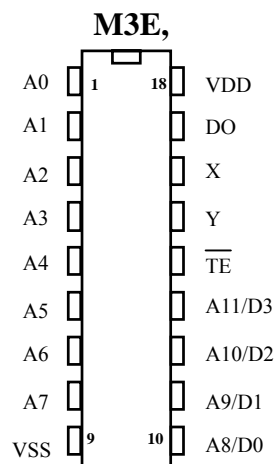 M3E,
A0 1 18 VDD
A1 DO
A2 X
A3 Y
A4 TE
A5 A11/D3
A6 A10/D2
A7 A9/D1
VSS 9 10 A8/D0